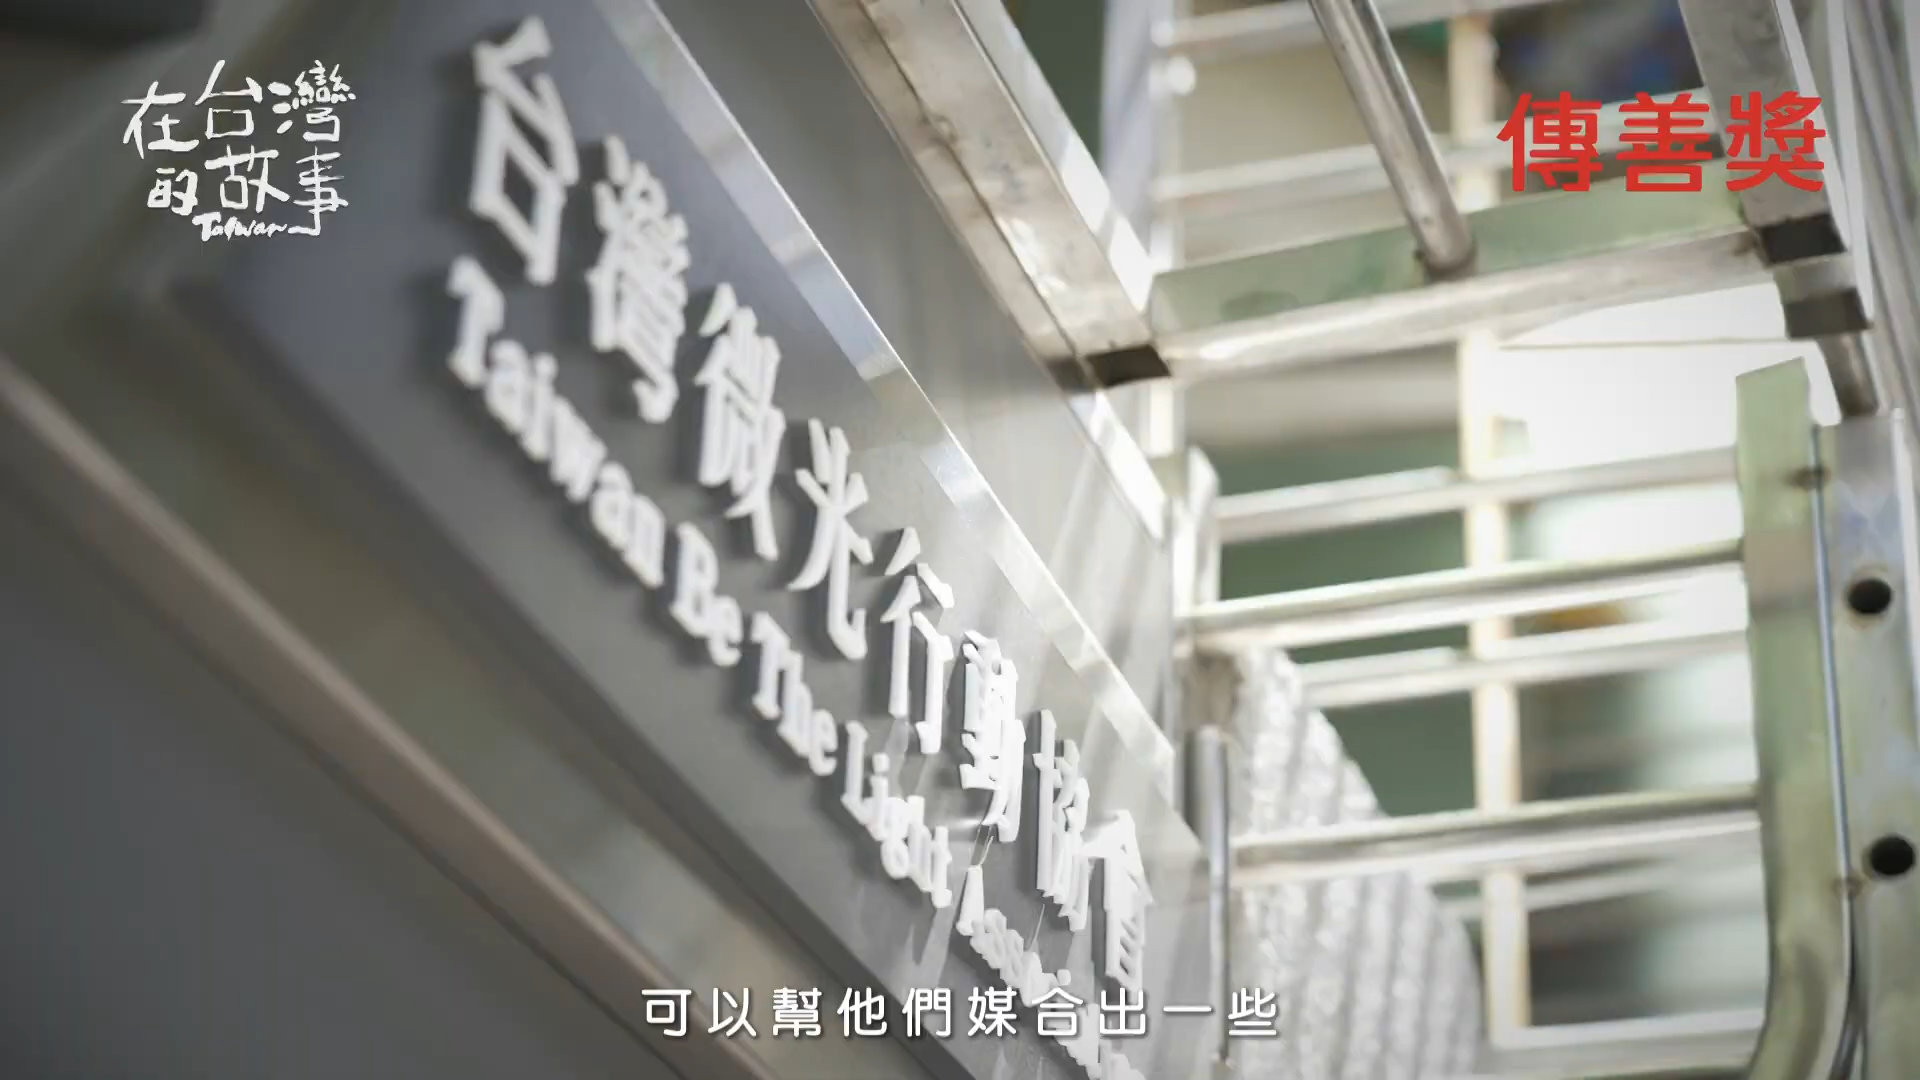 在台灣
的故事
Taiwan
傳善獎
台灣微光行動協會
Taiwan Be The Light
可以幫他們媒合出一些